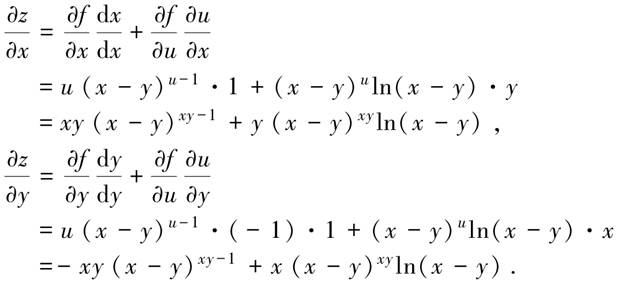 ∂z/∂x = ∂f/∂x dx/dx + ∂f/∂u ∂u/∂x
= u (x − y)^{u−1} · 1 + (x − y)^{u} ln(x − y) · y
= xy (x − y)^{xy−1} + y (x − y)^{xy} ln(x − y) ,
∂z/∂y = ∂f/∂y dy/dy + ∂f/∂u ∂u/∂y
= u (x − y)^{u−1} · (− 1) · 1 + (x − y)^{u} ln(x − y) · x
=− xy (x − y)^{xy−1} + x (x − y)^{xy} ln(x − y) .